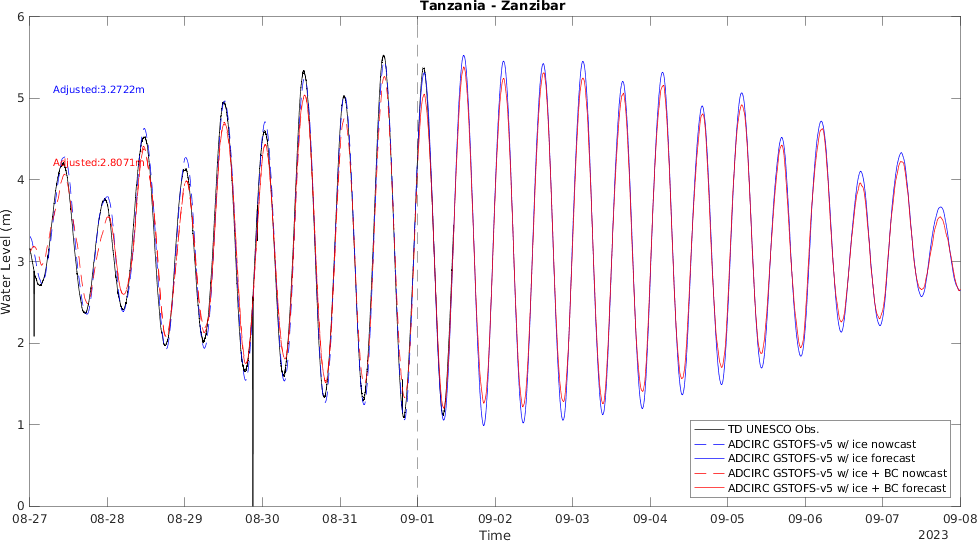 Tanzania - Zanzibar
6
5
4
3
2
1
0
Water Level (m)
Adjusted:3.2722m
Adjusted:2.8071m
TD UNESCO Obs.
ADCIRC GSTOFS-v5 w/ ice nowcast
ADCIRC GSTOFS-v5 w/ ice forecast
ADCIRC GSTOFS-v5 w/ ice + BC nowcast
ADCIRC GSTOFS-v5 w/ ice + BC forecast
08-27 08-28 08-29 08-30 08-31 09-01 09-02 09-03 09-04 09-05 09-06 09-07 09-08
Time
2023